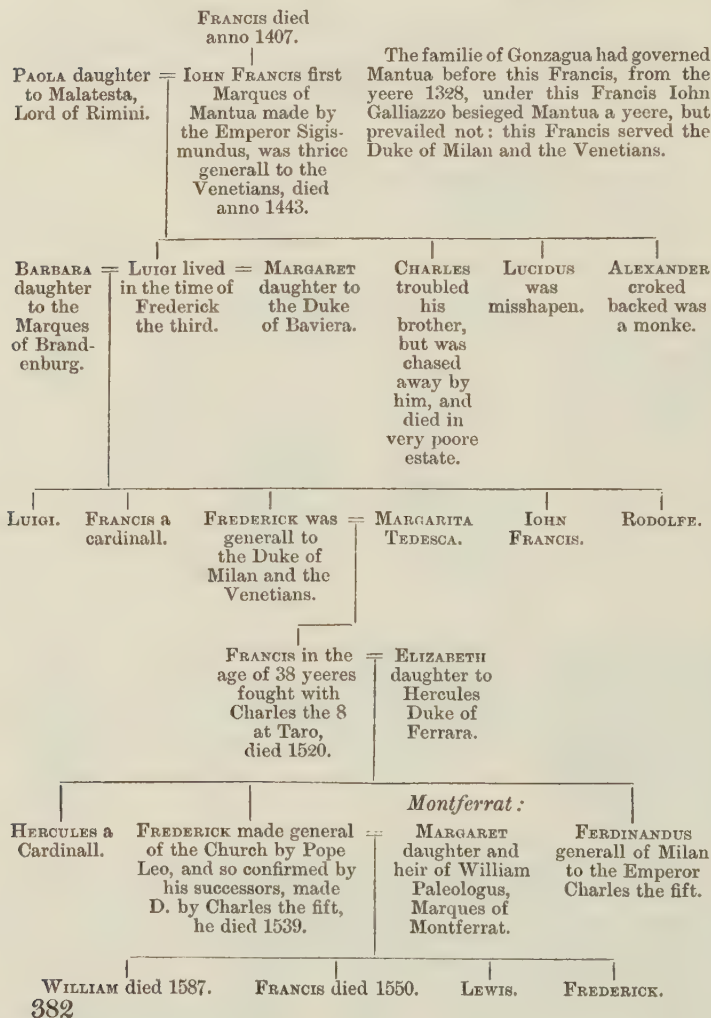 FRANCIS died
anno 1407.
PAOLA daughter
to Malatesta,
Lord of Rimini.
=
IOHN FRANCIS first
Marques of
Mantua made by
the Emperor Sigis-
mundus, was thrice
generall to the
Venetians, died
anno 1443.
The familie of Gonzagua had governed
Mantua before this Francis, from the
yeere 1328, under this Francis Iohn
Galliazzo besieged Mantua a yeere, but
prevailed not: this Francis served the
Duke of Milan and the Venetians.
BARBARA
daughter
to the
Marques
of Brand-
enburg.
=
LUIGI lived
in the time of
Frederick
the third.
=
MARGARET
daughter to
the Duke
of Baviera.
CHARLES
troubled
his
brother,
but was
chased
away by
him, and
died in
very poore
estate.
LUCIDUS
was
misshapen.
ALEXANDER
croked
backed was
a monke.
LUIGI.
FRANCIS a
cardinall.
FREDERICK was
generall to
the Duke of
Milan and the
Venetians.
=
MARGARITA
TEDESCA.
IOHN
FRANCIS.
RODOLFE.
FRANCIS in the
age of 38 yeeres
fought with
Charles the 8
at Taro,
died 1520.
=
ELIZABETH
daughter to
Hercules
Duke of
Ferrara.
HERCULES a
Cardinall.
FREDERICK made general
of the Church by Pope
Leo, and so confirmed by
his successors, made
D. by Charles the fift,
he died 1539.
=
Montferrat:
MARGARET
daughter and
heir of William
Paleologus,
Marques of
Montferrat.
FERDINANDUS
generall of Milan
to the Emperor
Charles the fift.
WILLIAM died 1587.
FRANCIS died 1550.
LEWIS.
FREDERICK.
382